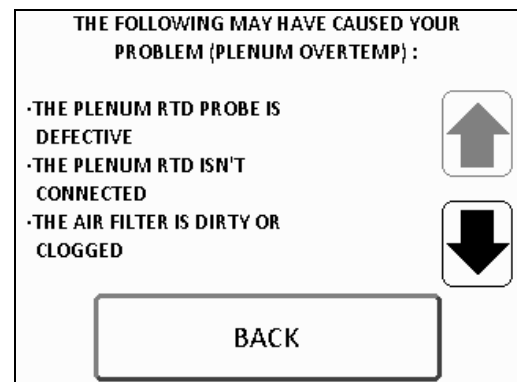 THE FOLLOWING MAY HAVE CAUSED YOUR
PROBLEM (PLENUM OVERTEMP) :
·THE PLENUM RTD PROBE IS
DEFECTIVE
·THE PLENUM RTD ISN'T
CONNECTED
·THE AIR FILTER IS DIRTY OR
CLOGGED
BACK